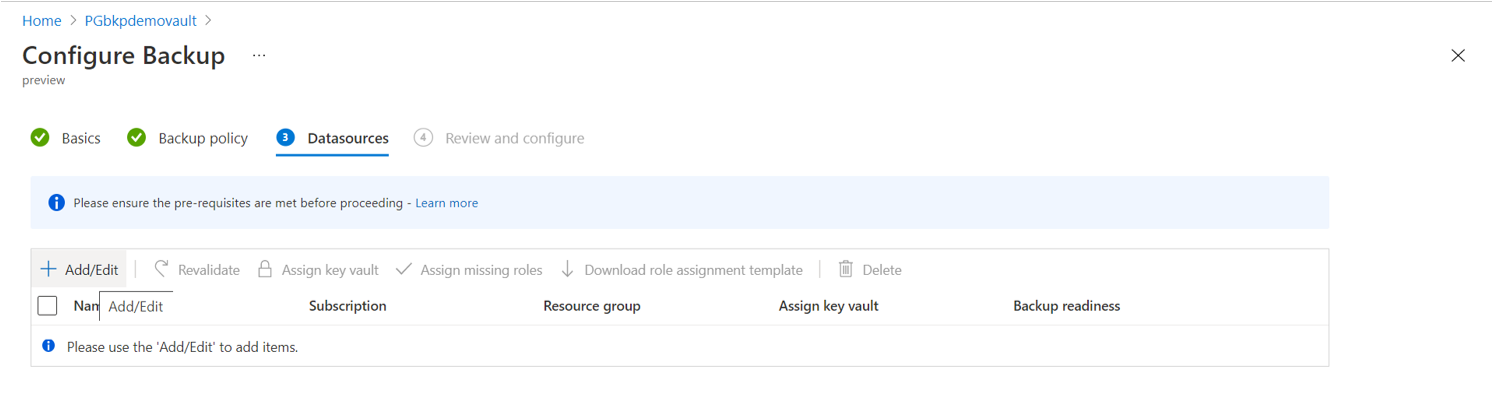 Home > PGbkpdemovault >
Configure Backup ...
preview
Basics Backup policy 3 Datasources 4 Review and configure
Please ensure the pre-requisites are met before proceeding - Learn more
Add/Edit Revalidate Assign key vault Assign missing roles Download role assignment template Delete
Nam Add/Edit Subscription Resource group Assign key vault Backup readiness
Please use the 'Add/Edit' to add items.